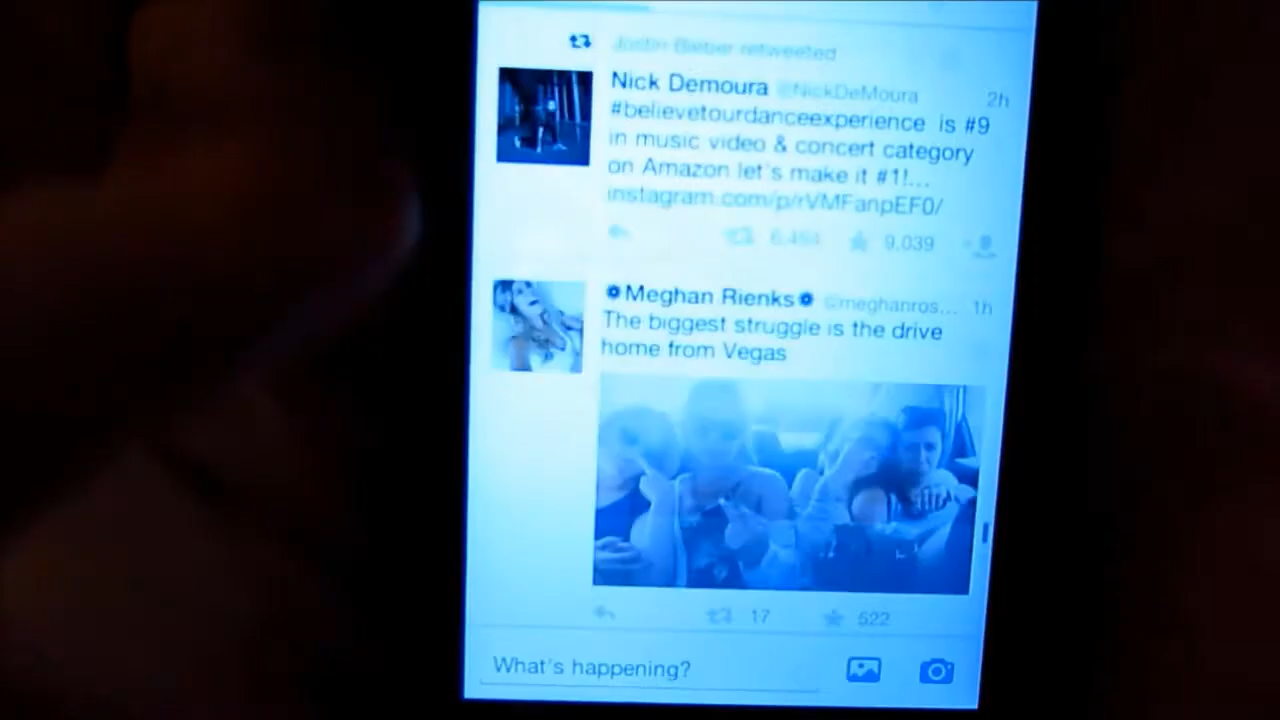 Justin Bieber retweeted
Nick Demoura @NickDeMoura 2h
#believetourdanceexperience is #9
in music video & concert category
on Amazon let's make it #1!...
instagram.com/p/rVMFanpEF0/
9,039
Meghan Rienks @meghanros... 1h
The biggest struggle is the drive
home from Vegas
17 522
What's happening?